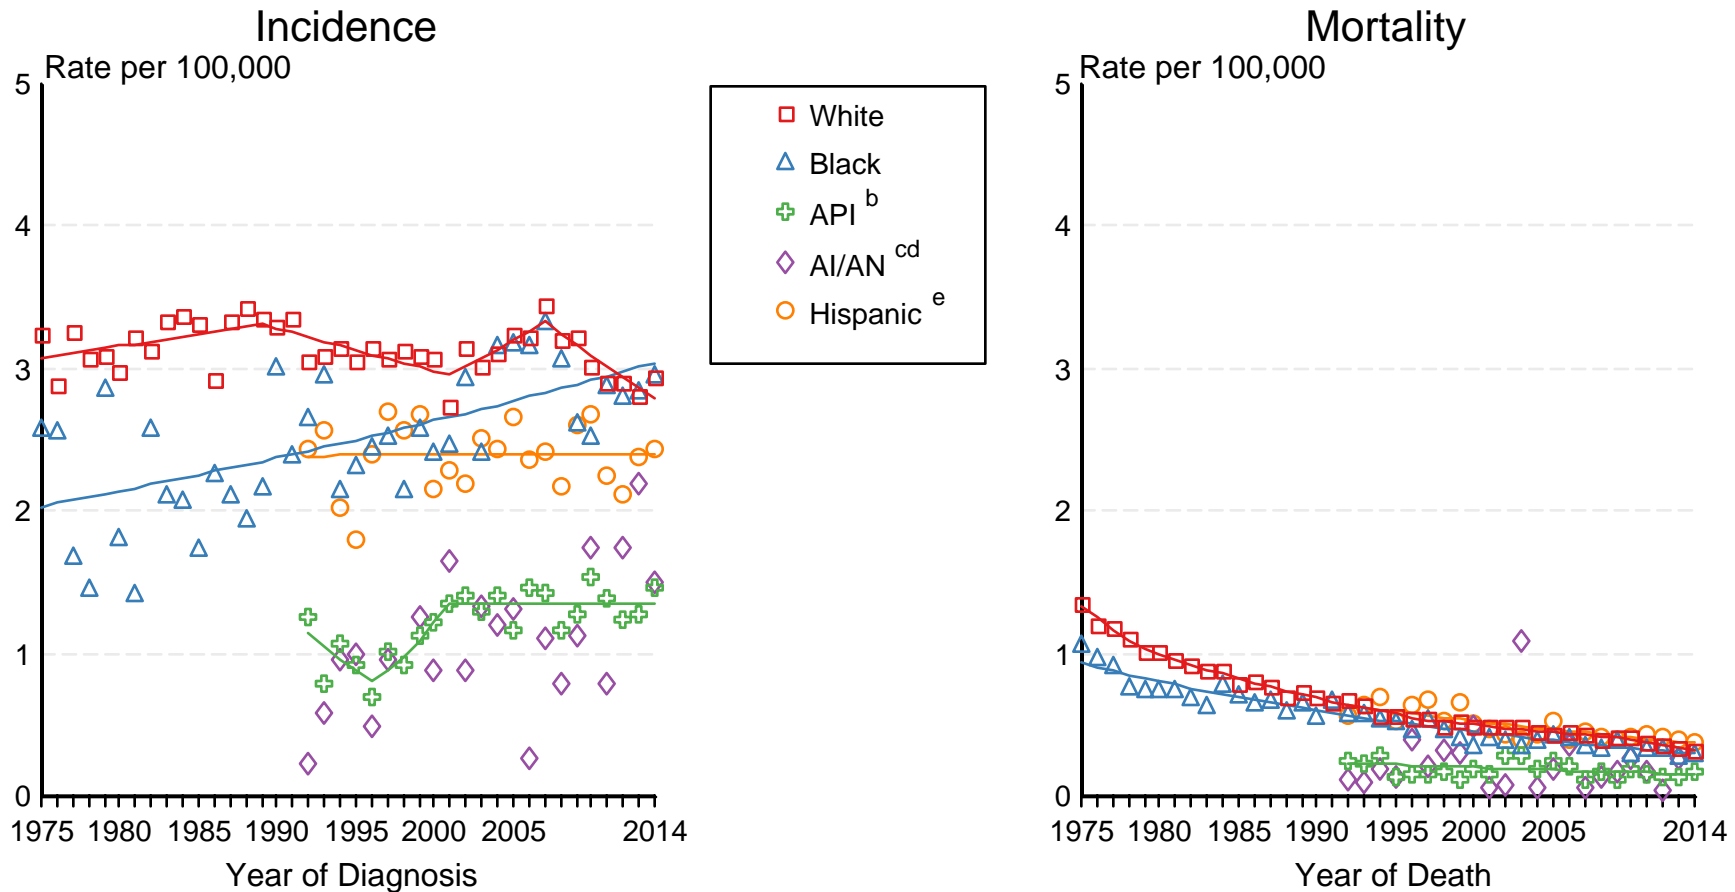 Incidence
Rate per 100,000
5
4
3
2
1
0
1975 1980 1985 1990 1995 2000 2005 2014
Year of Diagnosis
White
Black
API b
AI/AN cd
Hispanic e
Mortality
Rate per 100,000
5
4
3
2
1
0
1975 1980 1985 1990 1995 2000 2005 2014
Year of Death